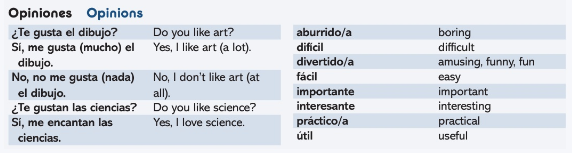 Opiniones Opinions
¿Te gusta el dibujo? Do you like art?
Sí, me gusta (mucho) el Yes, I like art (a lot).
dibujo.
No, no me gusta (nada) No, I don't like art (at
el dibujo. all).
¿Te gustan las ciencias? Do you like science?
Sí, me encantan las Yes, I love science.
ciencias.
aburrido/a boring
difícil difficult
divertido/a amusing, funny, fun
fácil easy
importante important
interesante interesting
práctico/a practical
útil useful